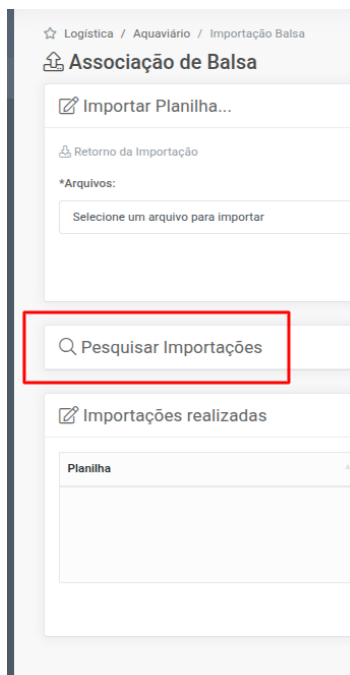 Logística / Aquaviário / Importação Balsa
Associação de Balsa
Importar Planilha...
Retorno da Importação
*Arquivos:
Selecione um arquivo para importar
Pesquisar Importações
Importações realizadas
Planilha